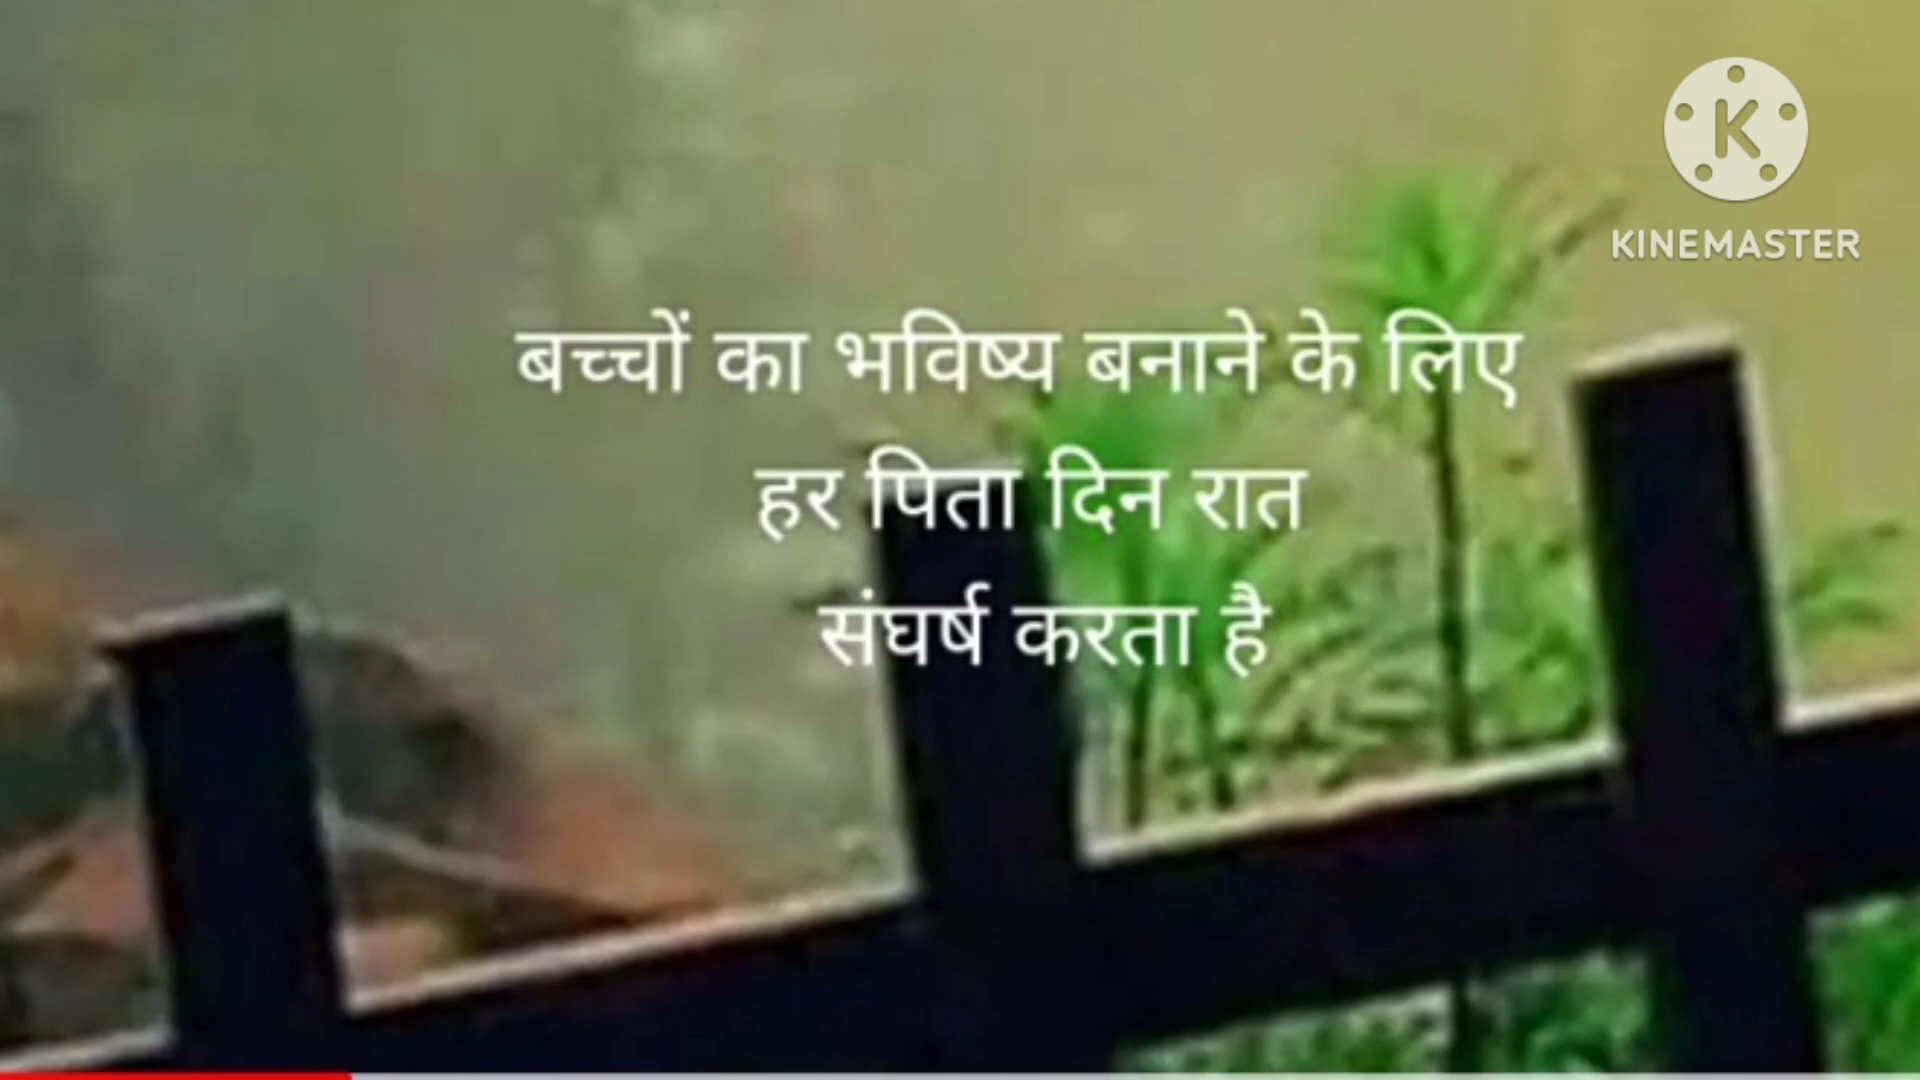 KINEMASTER
बच्चों का भविष्य बनाने के लिए
हर पिता दिन रात
संघर्ष करता है